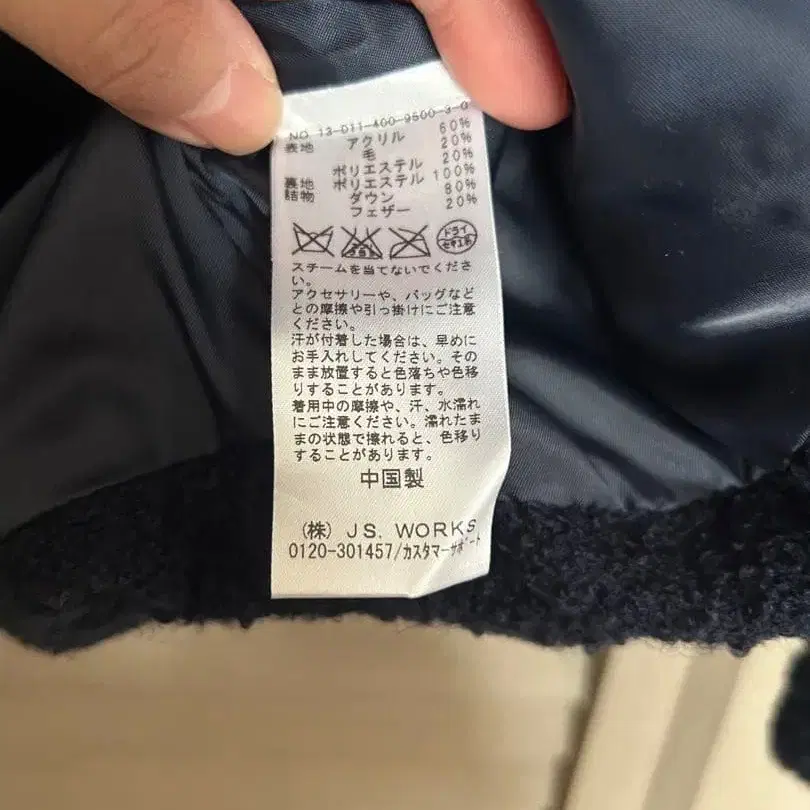 NO. 13-011-400-9500-3-0
表地 アクリル 60%
毛 20%
ポリエステル 20%
裏地 ポリエステル 100%
詰物 ダウン 80%
フェザー 20%
エンソサラシ
ドライ
セキユ系
スチームを当てないでくださ
い。
アクセサリーや、バッグなど
との摩擦や引っ掛けにご注意
ください。
汗が付着した場合は、早めに
お手入れしてください。その
まま放置すると色落ちや色移
りすることがあります。
着用中の摩擦や、汗、水濡れ
にご注意ください。濡れたま
まの状態で擦れると、色移り
することがあります。
中国製
(株) J.S. WORKS
0120-301457/カスタマーサポート